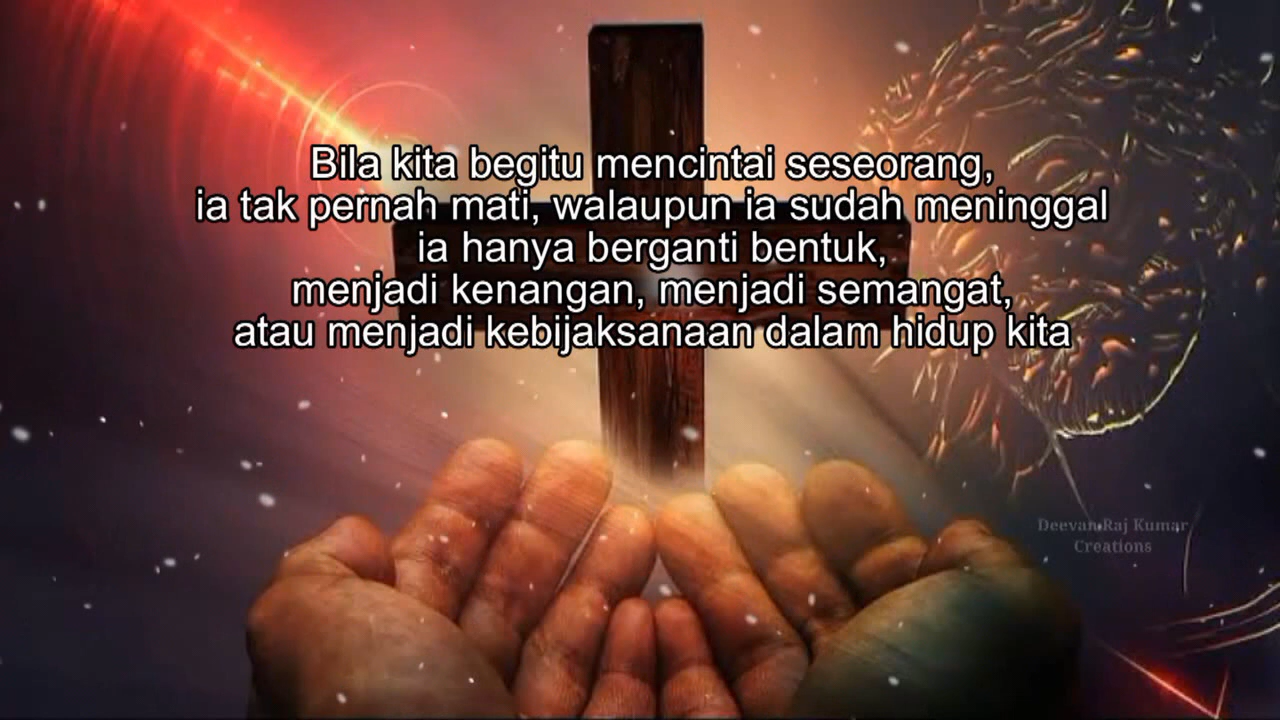 Bila kita begitu mencintai seseorang,
ia tak pernah mati, walaupun ia sudah meninggal
ia hanya berganti bentuk,
menjadi kenangan, menjadi semangat,
atau menjadi kebijaksanaan dalam hidup kita
Deevan Raj Kumar
Creations